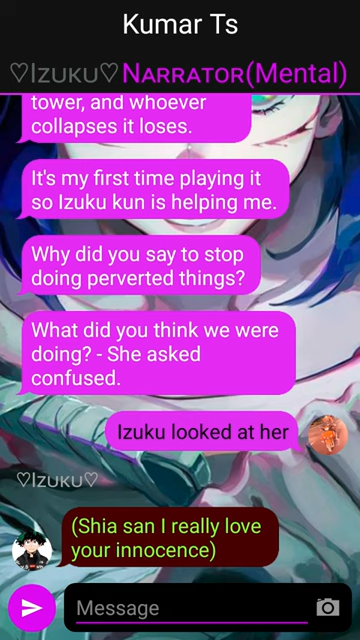 Kumar Ts
♡Izuku♡Narrator(Mental)
tower, and whoever
collapses it loses.
It's my first time playing it
so Izuku kun is helping me.
Why did you say to stop
doing perverted things?
What did you think we were
doing? - She asked
confused.
Izuku looked at her
♡Izuku♡
(Shia san I really love
your innocence)
Message